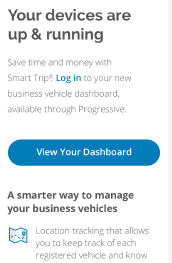 Your devices are
up & running
Save time and money with
Smart Trip®! Log in to your new
business vehicle dashboard,
available through Progressive.
View Your Dashboard
A smarter way to manage
your business vehicles
Location tracking that allows
you to keep track of each
registered vehicle and know